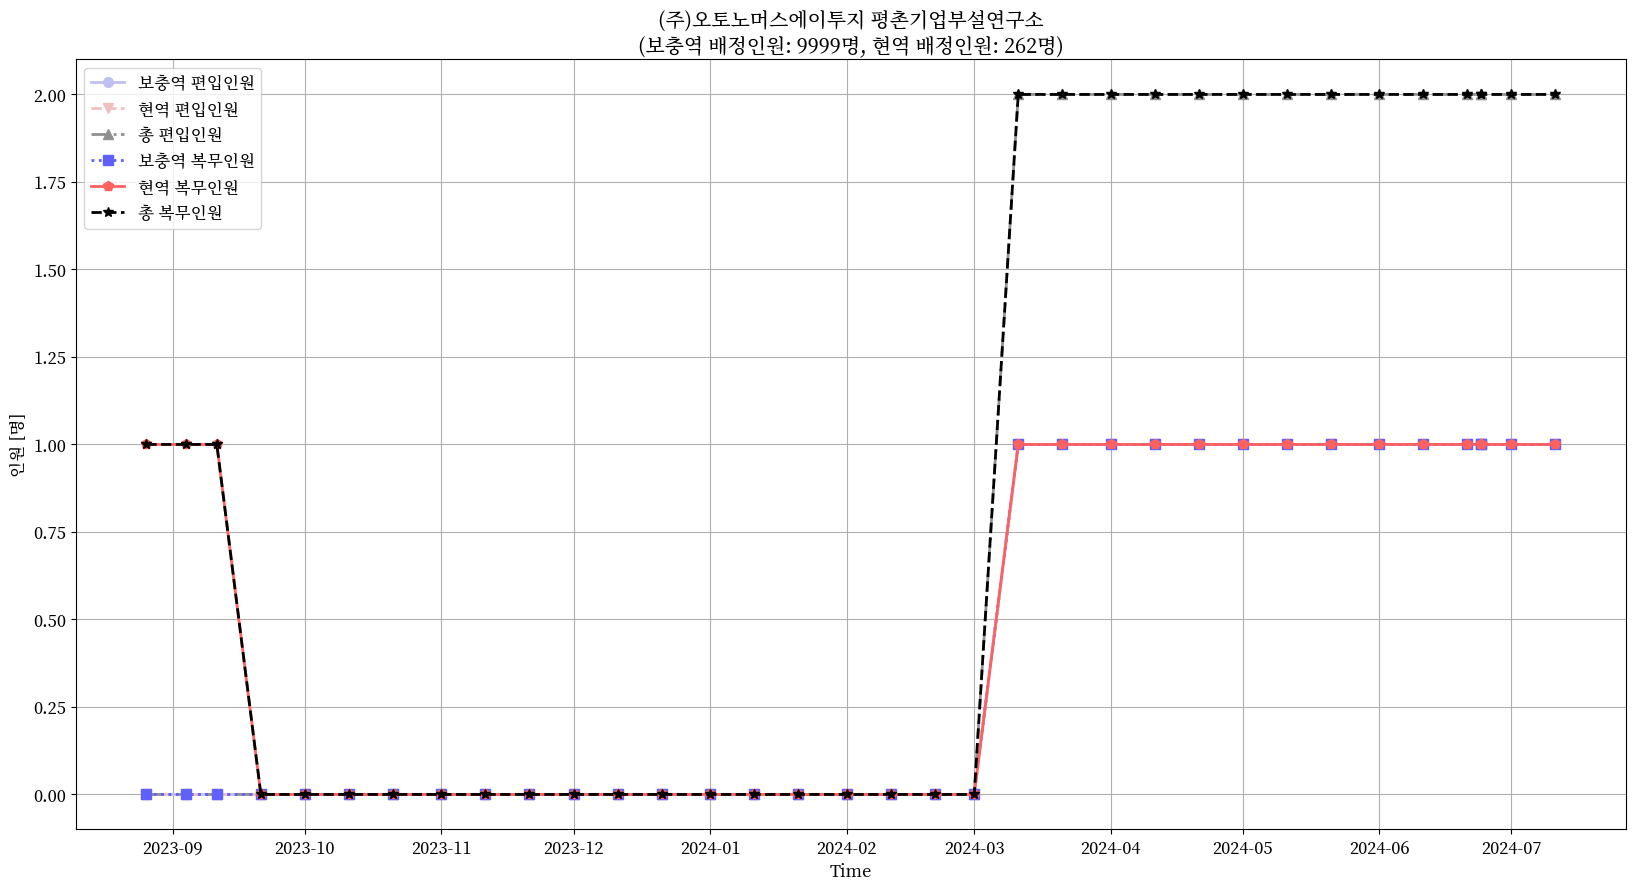 (주)오토노머스에이투지 평촌기업부설연구소
(보충역 배정인원: 9999명, 현역 배정인원: 262명)
보충역 편입인원
현역 편입인원
총 편입인원
보충역 복무인원
현역 복무인원
총 복무인원
2.00
1.75
1.50
1.25
1.00
0.75
0.50
0.25
0.00
인원 [명]
2023-09 2023-10 2023-11 2023-12 2024-01 2024-02 2024-03 2024-04 2024-05 2024-06 2024-07
Time